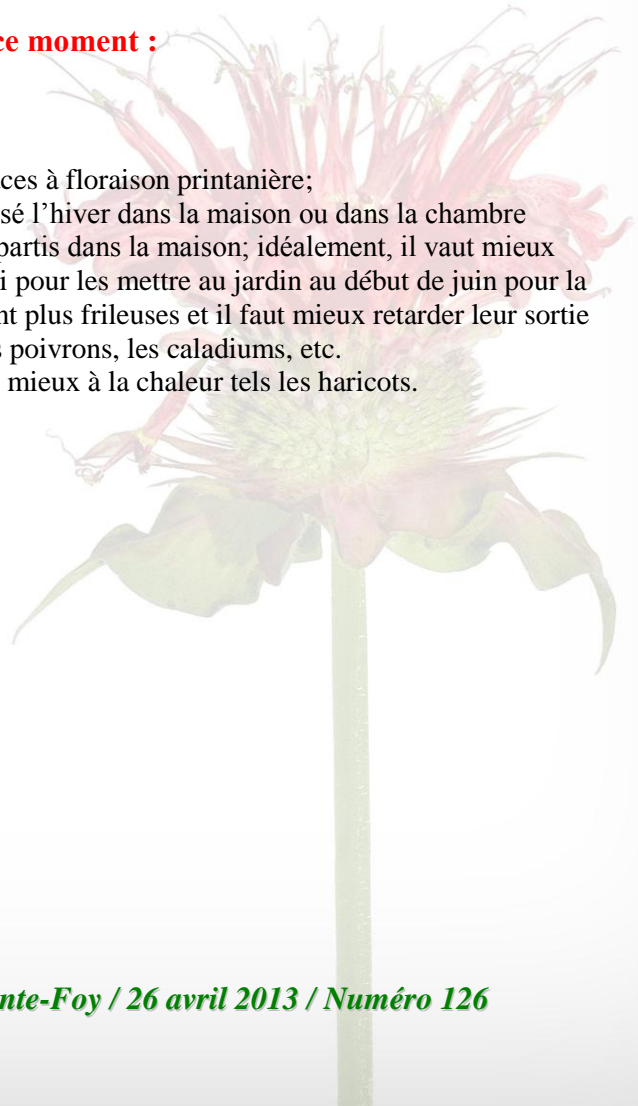 ce moment :
ces à floraison printanière;
sé l’hiver dans la maison ou dans la chambre
partis dans la maison; idéalement, il vaut mieux
i pour les mettre au jardin au début de juin pour la
nt plus frileuses et il faut mieux retarder leur sortie
s poivrons, les caladiums, etc.
mieux à la chaleur tels les haricots.
nte-Foy / 26 avril 2013 / Numéro 126